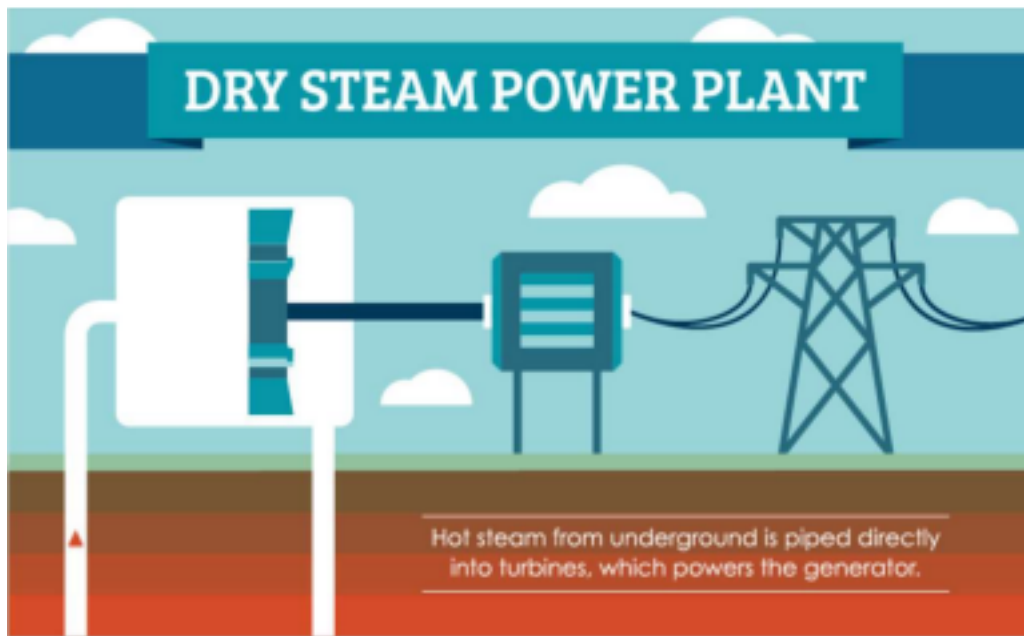 DRY STEAM POWER PLANT
Hot steam from underground is piped directly
into turbines, which powers the generator.